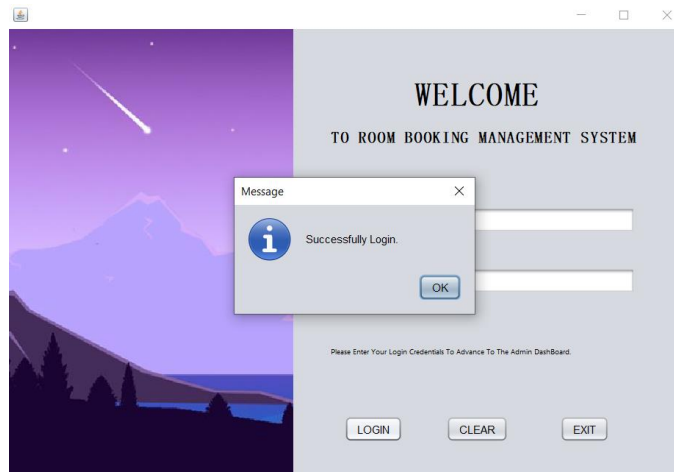 WELCOME
TO ROOM BOOKING MANAGEMENT SYSTEM
Message
Successfully Login.
OK
Please Enter Your Login Credentials To Advance To The Admin DashBoard.
LOGIN
CLEAR
EXIT